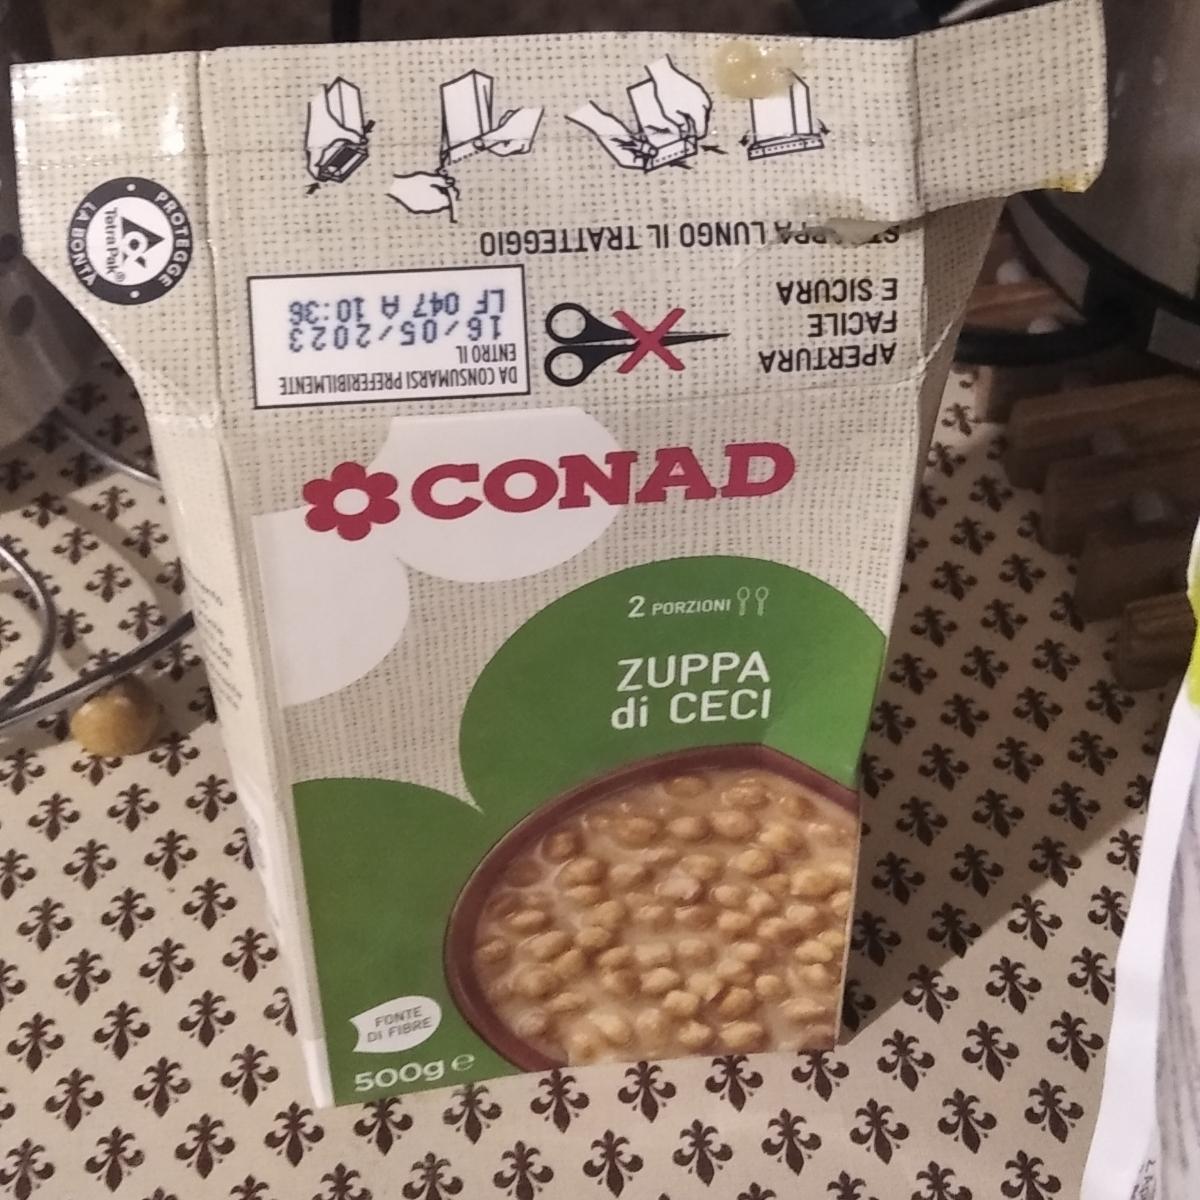 PROTEGGE
LA BONTÀ
Tetra Pak®
STRAPPA LUNGO IL TRATTEGGIO
APERTURA
FACILE
E SICURA
DA CONSUMARSI PREFERIBILMENTE
ENTRO IL
16/05/2023
LF 047 A 10:36
CONAD
2 PORZIONI
ZUPPA
di CECI
FONTE
DI FIBRE
500g e